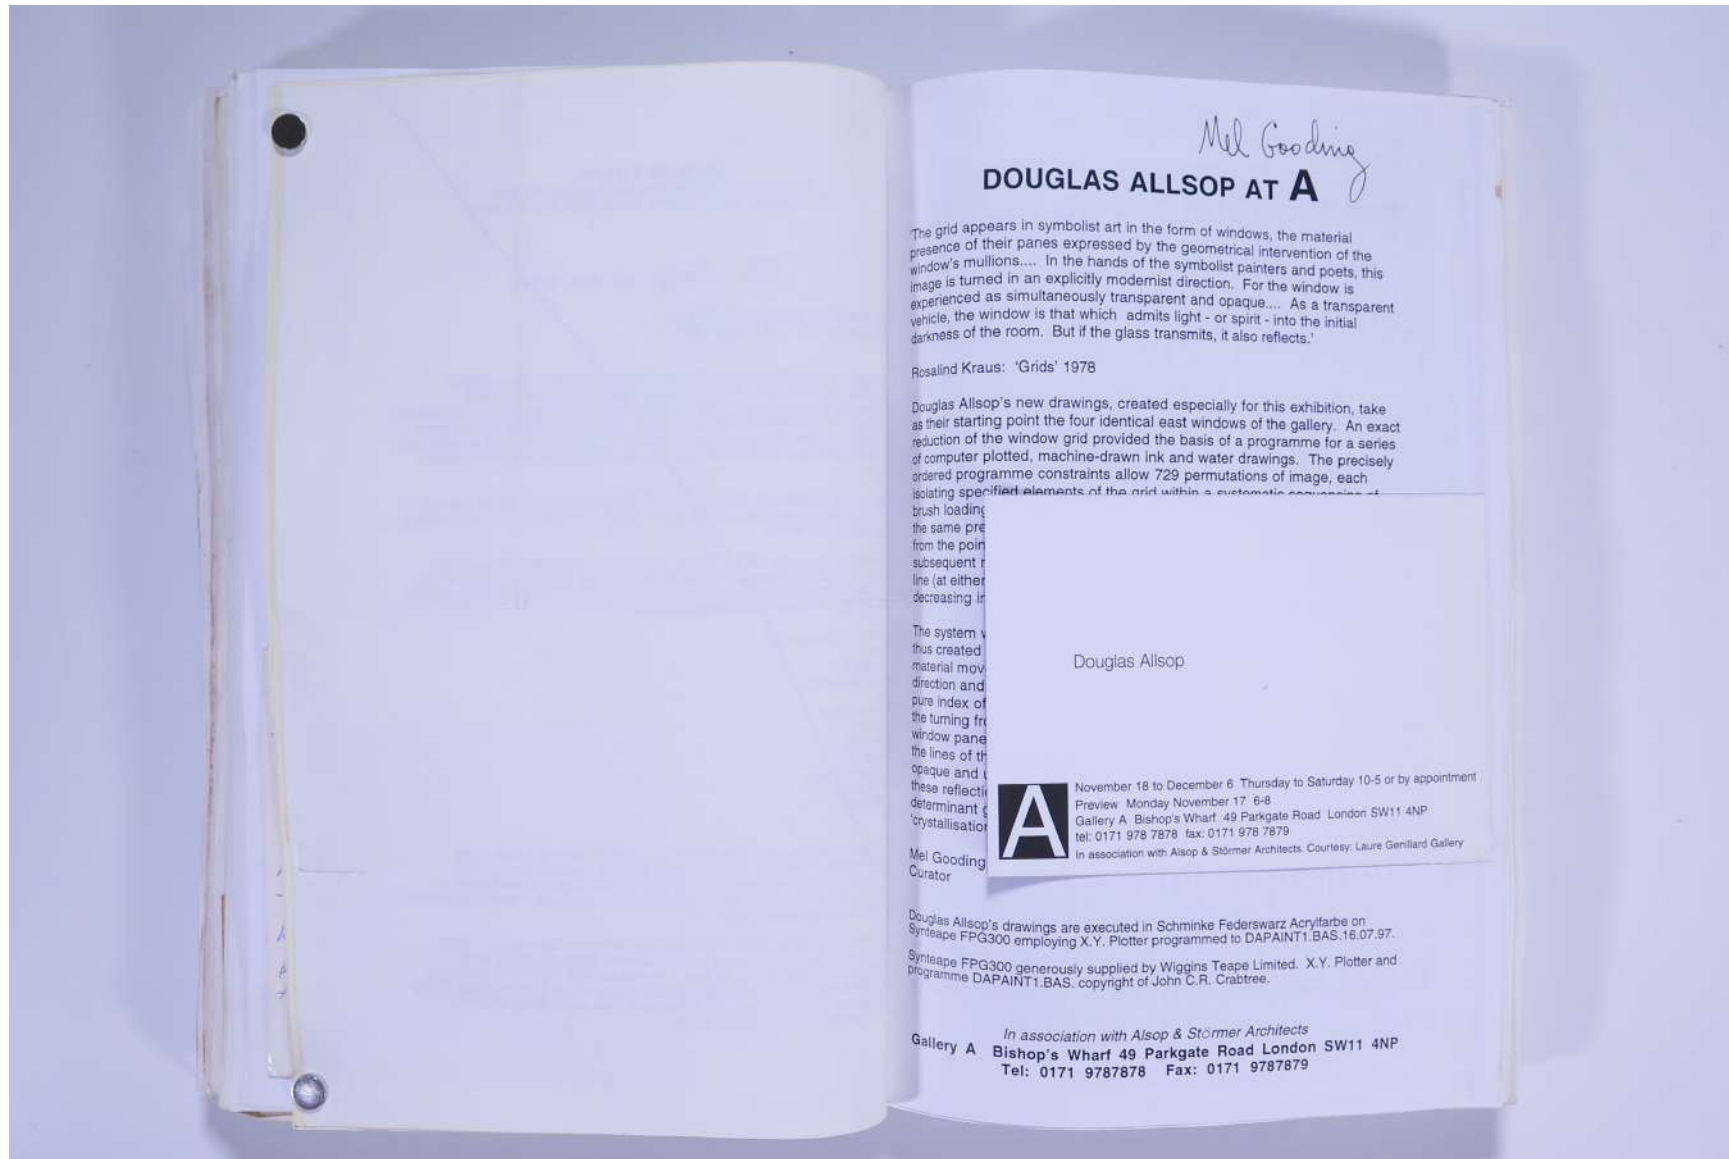 Mel Gooding
DOUGLAS ALLSOP AT A
'The grid appears in symbolist art in the form of windows, the material
presence of their panes expressed by the geometrical intervention of the
window's mullions.... In the hands of the symbolist painters and poets, this
image is turned in an explicitly modernist direction. For the window is
experienced as simultaneously transparent and opaque.... As a transparent
vehicle, the window is that which admits light - or spirit - into the initial
darkness of the room. But if the glass transmits, it also reflects.'
Rosalind Kraus: 'Grids' 1978
Douglas Allsop's new drawings, created especially for this exhibition, take
as their starting point the four identical east windows of the gallery. An exact
reduction of the window grid provided the basis of a programme for a series
of computer plotted, machine-drawn ink and water drawings. The precisely
ordered programme constraints allow 729 permutations of image, each
isolating specified elements of the grid within a systematic sequencing of
brush loading
the same pre
from the poin
subsequent
line (at either
decreasing in
The system
thus created
material mov
direction and
pure index of
the turning fro
window pane
the lines of th
opaque and
these reflecti
determinant
'crystallisation
Mel Gooding
Curator
Douglas Allsop
A
November 18 to December 6 Thursday to Saturday 10-5 or by appointment
Preview Monday November 17 6-8
Gallery A Bishop's Wharf 49 Parkgate Road London SW11 4NP
tel: 0171 978 7878 fax: 0171 978 7879
In association with Alsop & Störmer Architects. Courtesy: Laure Genillard Gallery
Douglas Allsop's drawings are executed in Schminke Federswarz Acrylfarbe on
Synteape FPG300 employing X.Y. Plotter programmed to DAPAINT1.BAS.16.07.97.
Synteape FPG300 generously supplied by Wiggins Teape Limited. X.Y. Plotter and
programme DAPAINT1.BAS. copyright of John C.R. Crabtree.
In association with Alsop & Störmer Architects
Gallery A Bishop's Wharf 49 Parkgate Road London SW11 4NP
Tel: 0171 9787878 Fax: 0171 9787879